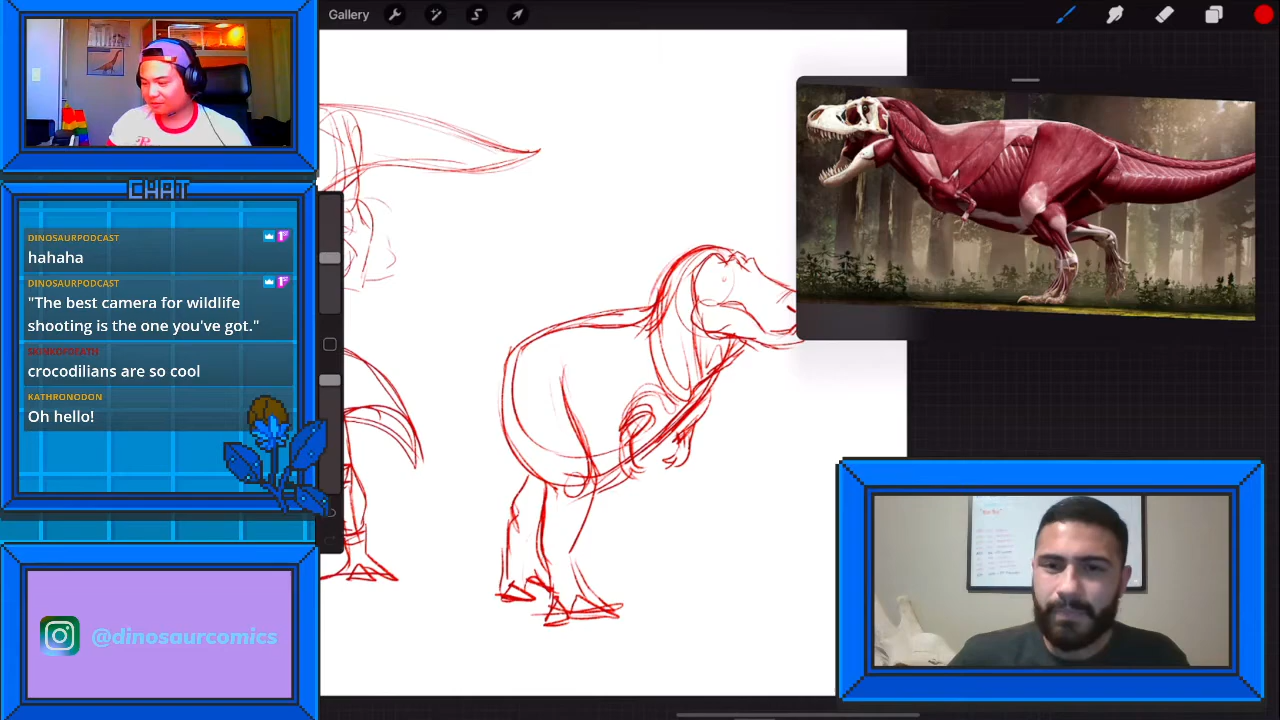 Gallery
CHAT
DINOSAURPODCAST
hahaha
DINOSAURPODCAST
"The best camera for wildlife
shooting is the one you've got."
crocodilians are so cool
KATHRONODON
Oh hello!
@dinosaurcomics